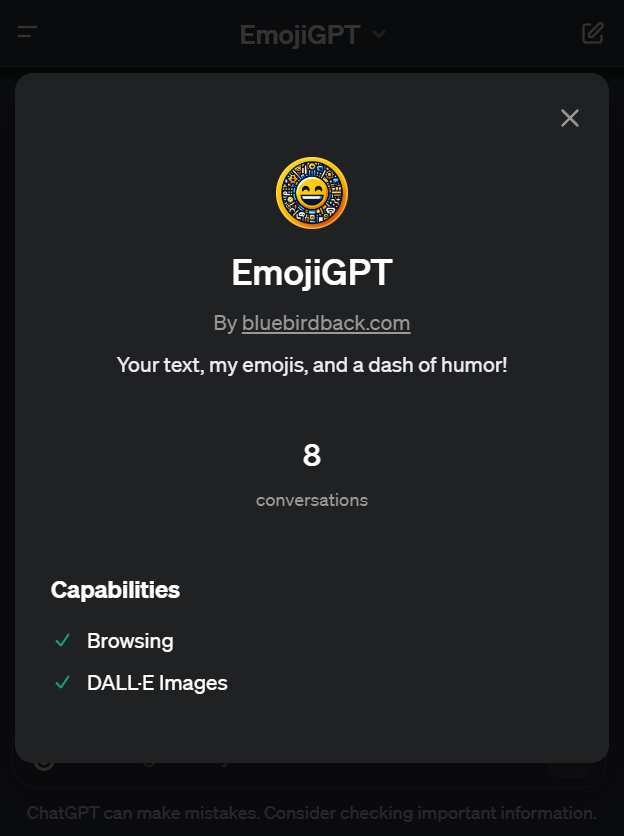 EmojiGPT
EmojiGPT
By bluebirdback.com
Your text, my emojis, and a dash of humor!
8
conversations
Capabilities
Browsing
DALL·E Images
ChatGPT can make mistakes. Consider checking important information.